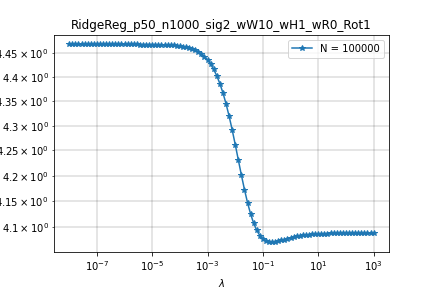 RidgeReg_p50_n1000_sig2_wW10_wH1_wR0_Rot1
N = 100000
4.45 × 10⁰
4.4 × 10⁰
4.35 × 10⁰
4.3 × 10⁰
4.25 × 10⁰
4.2 × 10⁰
4.15 × 10⁰
4.1 × 10⁰
10⁻⁷ 10⁻⁵ 10⁻³ 10⁻¹ 10¹ 10³
λ